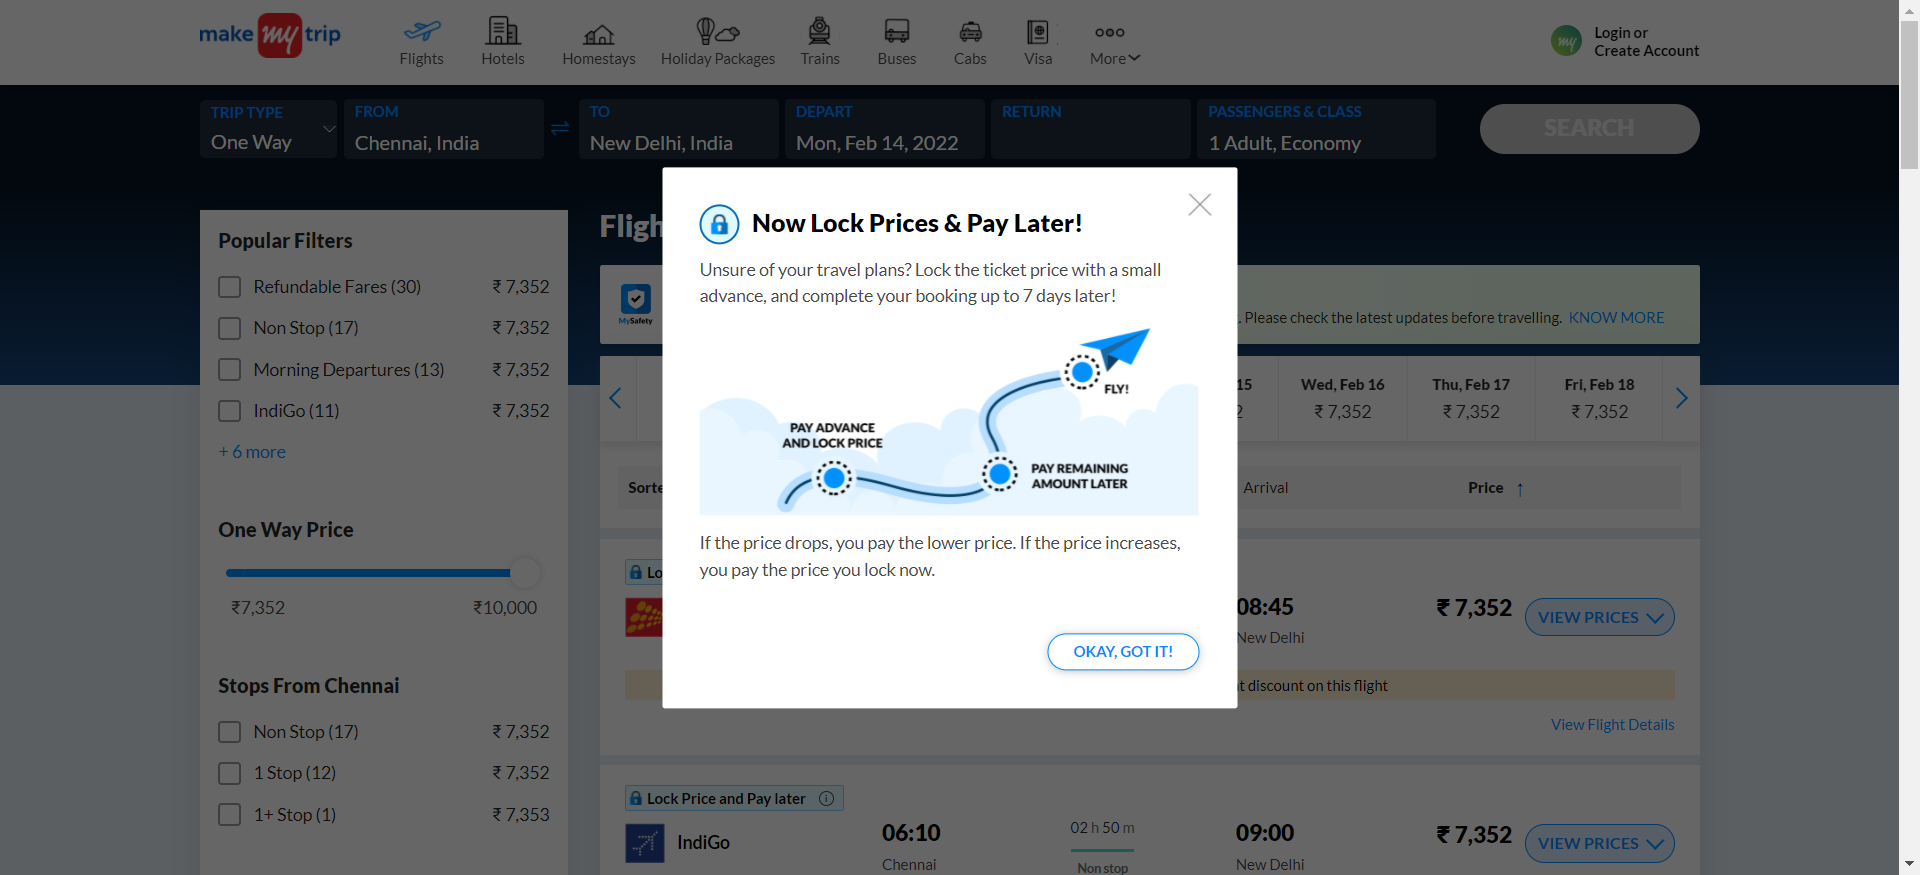 make my trip
Flights
Hotels
Homestays
Holiday Packages
Trains
Buses
Cabs
Visa
More
my
Login or
Create Account
TRIP TYPE
One Way
FROM
Chennai, India
TO
New Delhi, India
DEPART
Mon, Feb 14, 2022
RETURN
PASSENGERS & CLASS
1 Adult, Economy
SEARCH
Popular Filters
Refundable Fares (30) ₹ 7,352
Non Stop (17) ₹ 7,352
Morning Departures (13) ₹ 7,352
IndiGo (11) ₹ 7,352
+ 6 more
One Way Price
₹7,352 ₹10,000
Stops From Chennai
Non Stop (17) ₹ 7,352
1 Stop (12) ₹ 7,352
1+ Stop (1) ₹ 7,353
Now Lock Prices & Pay Later!
Unsure of your travel plans? Lock the ticket price with a small
advance, and complete your booking up to 7 days later!
FLY!
PAY ADVANCE
AND LOCK PRICE
PAY REMAINING
AMOUNT LATER
If the price drops, you pay the lower price. If the price increases,
you pay the price you lock now.
OKAY, GOT IT!
MySafety
. Please check the latest updates before travelling. KNOW MORE
15
2
Wed, Feb 16
₹ 7,352
Thu, Feb 17
₹ 7,352
Fri, Feb 18
₹ 7,352
Arrival
Price ↑
08:45
New Delhi
₹ 7,352
VIEW PRICES
discount on this flight
View Flight Details
Lock Price and Pay later
IndiGo
06:10
Chennai
02 h 50 m
Non stop
09:00
New Delhi
₹ 7,352
VIEW PRICES